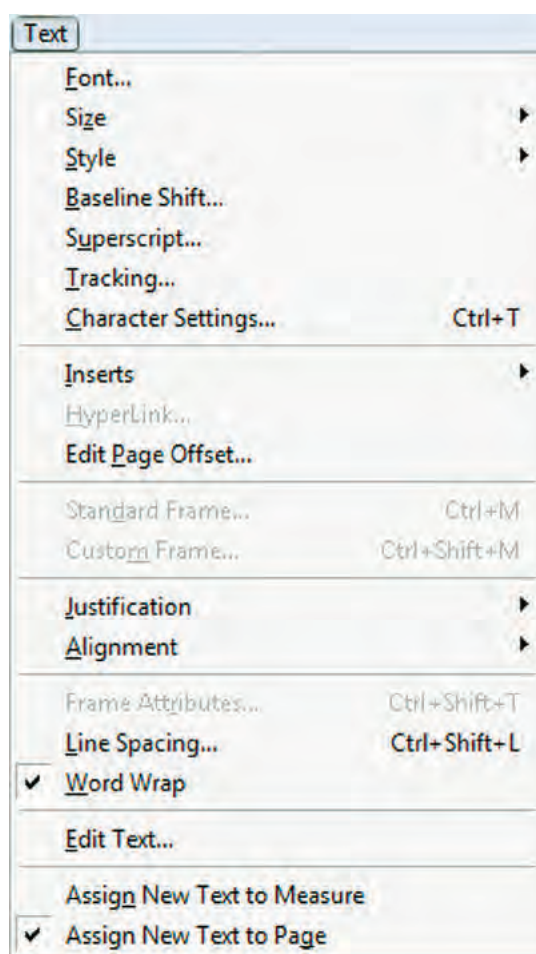 Text
Font...
Size
Style
Baseline Shift...
Superscript...
Tracking...
Character Settings... Ctrl+T
Inserts
HyperLink...
Edit Page Offset...
Standard Frame... Ctrl+M
Custom Frame... Ctrl+Shift+M
Justification
Alignment
Frame Attributes... Ctrl+Shift+T
Line Spacing... Ctrl+Shift+L
Word Wrap
Edit Text...
Assign New Text to Measure
Assign New Text to Page